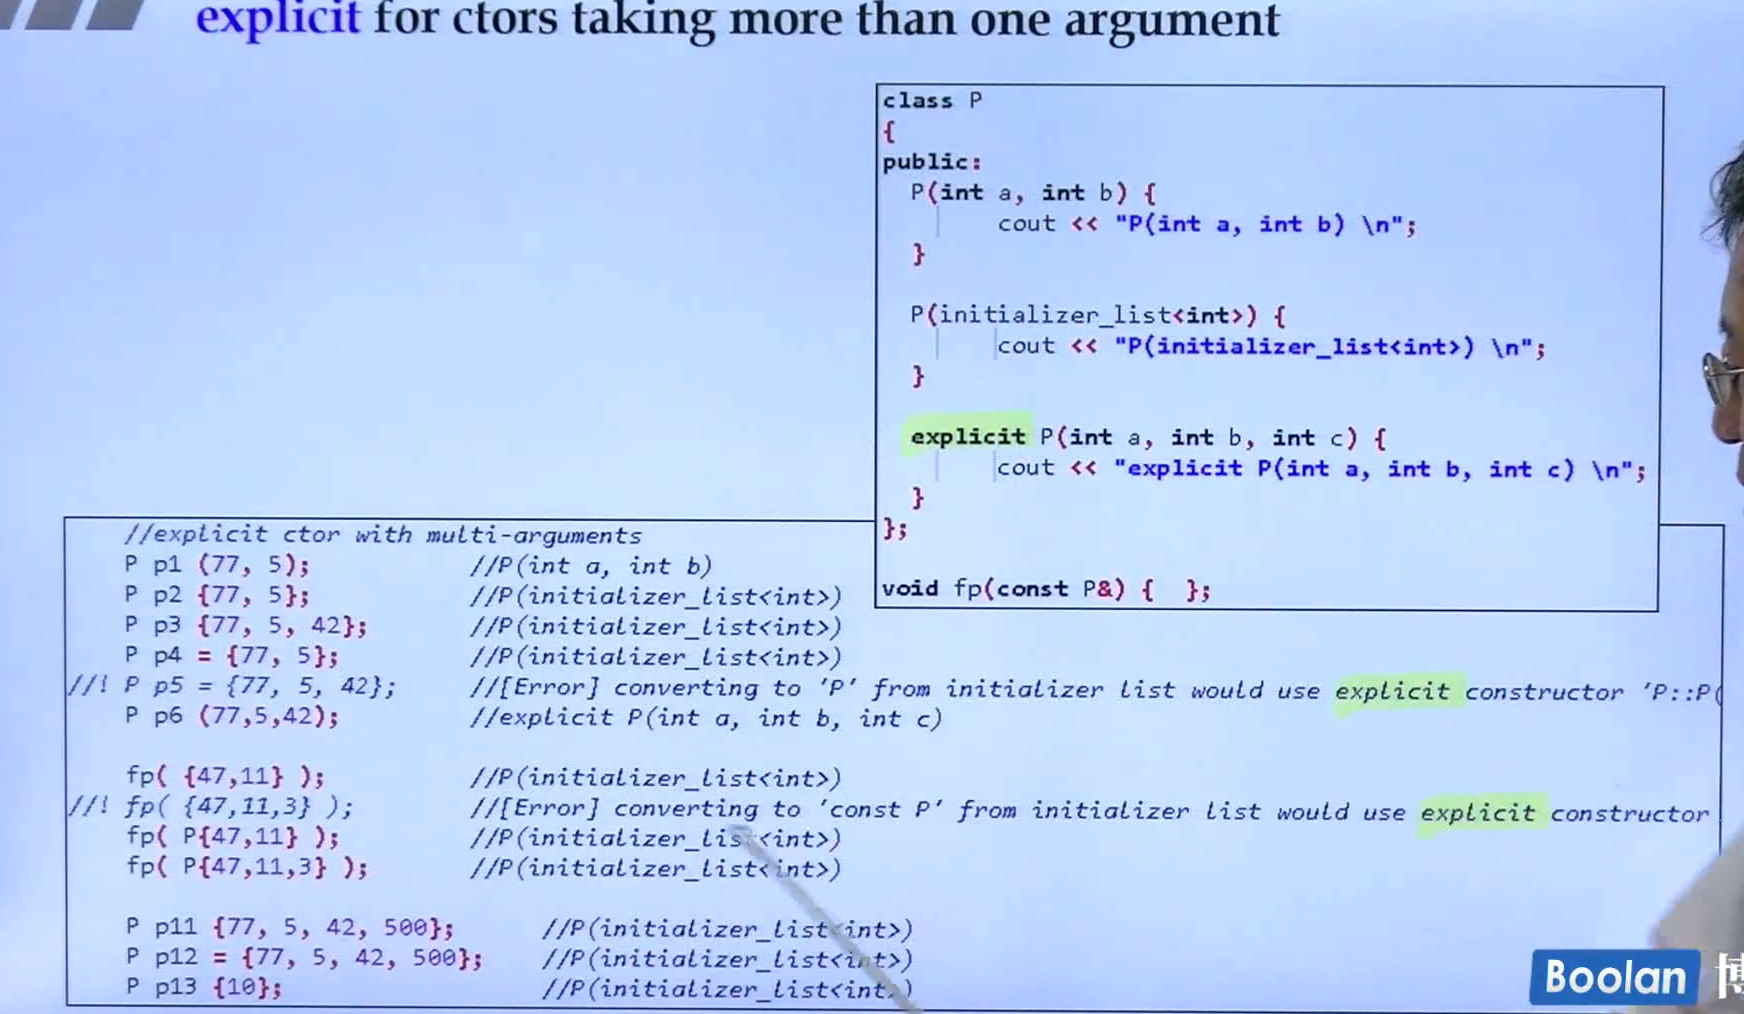 explicit for ctors taking more than one argument
class P
{
public:
P(int a, int b) {
cout << "P(int a, int b) \n";
}
P(initializer_list<int>) {
cout << "P(initializer_list<int>) \n";
}
explicit P(int a, int b, int c) {
cout << "explicit P(int a, int b, int c) \n";
}
};
void fp(const P&) { };
//explicit ctor with multi-arguments
P p1 (77, 5); //P(int a, int b)
P p2 {77, 5}; //P(initializer_list<int>)
P p3 {77, 5, 42}; //P(initializer_list<int>)
P p4 = {77, 5}; //P(initializer_list<int>)
//! P p5 = {77, 5, 42}; //[Error] converting to 'P' from initializer list would use explicit constructor 'P::P(
P p6 (77,5,42); //explicit P(int a, int b, int c)
fp( {47,11} ); //P(initializer_list<int>)
//! fp( {47,11,3} ); //[Error] converting to 'const P' from initializer list would use explicit constructor
fp( P{47,11} ); //P(initializer_list<int>)
fp( P{47,11,3} ); //P(initializer_list<int>)
P p11 {77, 5, 42, 500}; //P(initializer_list<int>)
P p12 = {77, 5, 42, 500}; //P(initializer_list<int>)
P p13 {10}; //P(initializer_list<int>)
Boolan